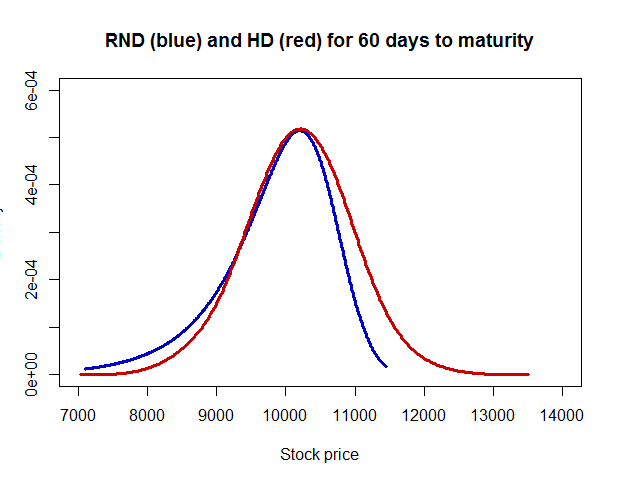 RND (blue) and HD (red) for 60 days to maturity
6e-04
4e-04
2e-04
0e+00
7000 8000 9000 10000 11000 12000 13000 14000
Stock price